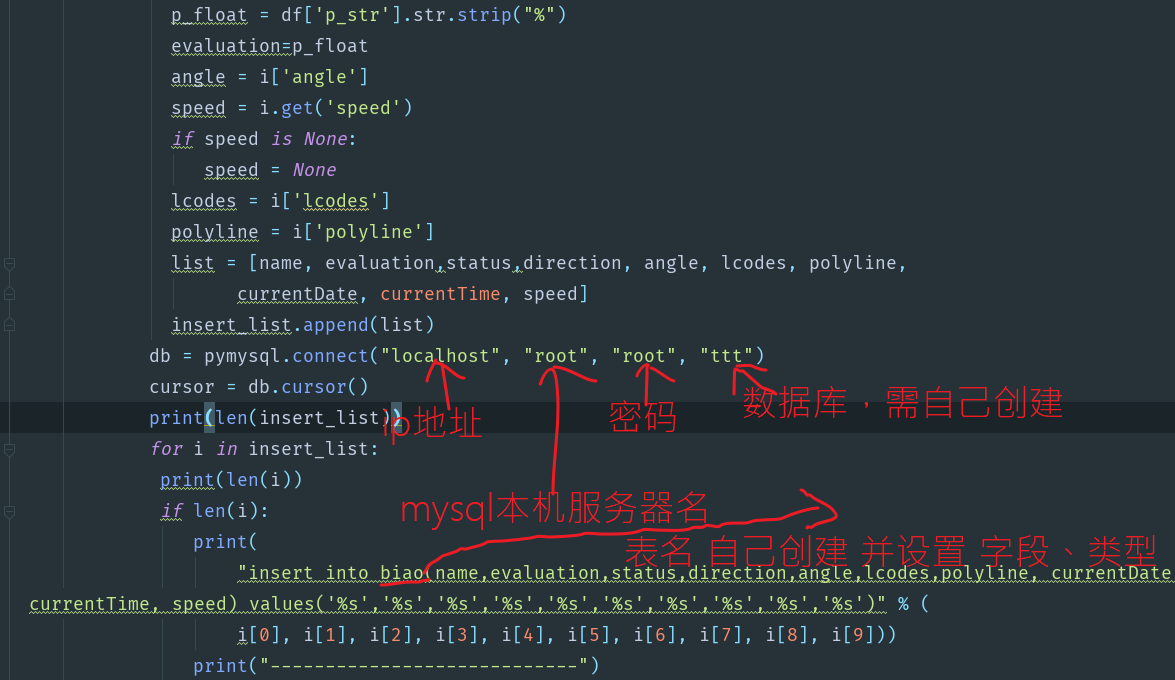 p_float = df['p_str'].str.strip("%")
evaluation=p_float
angle = i['angle']
speed = i.get('speed')
if speed is None:
speed = None
lcodes = i['lcodes']
polyline = i['polyline']
list = [name, evaluation,status,direction, angle, lcodes, polyline,
currentDate, currentTime, speed]
insert_list.append(list)
db = pymysql.connect("localhost", "root", "root", "ttt")
cursor = db.cursor()
数据库，需自己创建
print(len(insert_list))
ip地址
密码
for i in insert_list:
print(len(i))
if len(i):
mysql本机服务器名
print(
表名 自己创建 并设置 字段、类型
"insert into biao(name,evaluation,status,direction,angle,lcodes,polyline, currentDate
currentTime, speed) values('%s','%s','%s','%s','%s','%s','%s','%s','%s','%s')" % (
i[0], i[1], i[2], i[3], i[4], i[5], i[6], i[7], i[8], i[9]))
print("----------------------------")